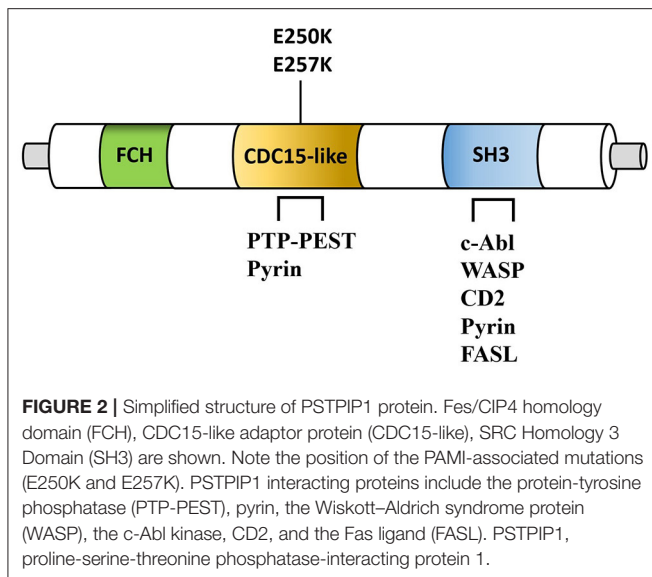 E250K
E257K
FCH
CDC15-like
SH3
PTP-PEST
Pyrin
c-Abl
WASP
CD2
Pyrin
FASL
FIGURE 2 | Simplified structure of PSTPIP1 protein. Fes/CIP4 homology
domain (FCH), CDC15-like adaptor protein (CDC15-like), SRC Homology 3
Domain (SH3) are shown. Note the position of the PAMI-associated mutations
(E250K and E257K). PSTPIP1 interacting proteins include the protein-tyrosine
phosphatase (PTP-PEST), pyrin, the Wiskott–Aldrich syndrome protein
(WASP), the c-Abl kinase, CD2, and the Fas ligand (FASL). PSTPIP1,
proline-serine-threonine phosphatase-interacting protein 1.